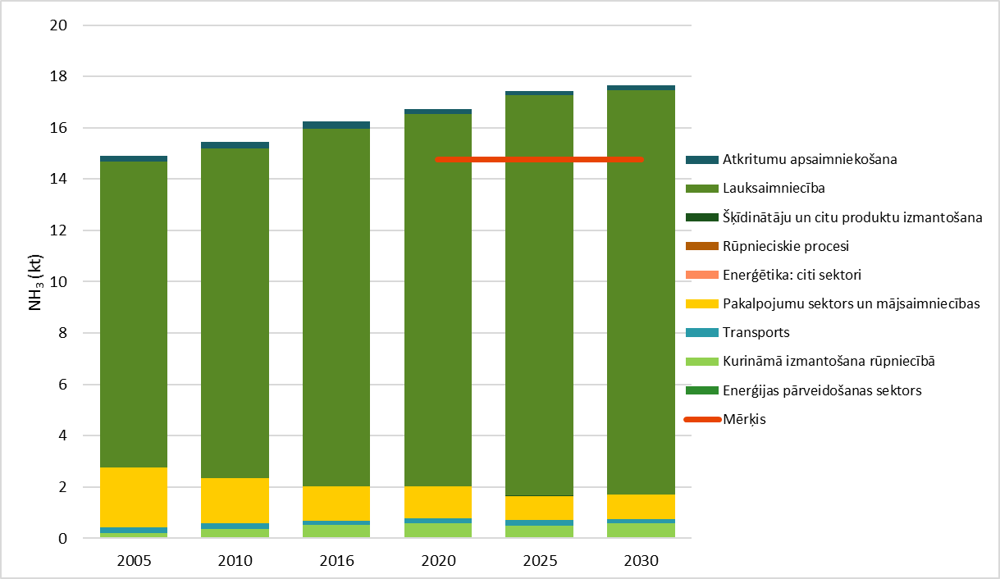 20
18
16
14
12
10
8
6
4
2
0
NH₃ (kt)
2005
2010
2016
2020
2025
2030
Atkritumu apsaimniekošana
Lauksaimniecība
Šķīdinātāju un citu produktu izmantošana
Rūpnieciskie procesi
Enerģētika: citi sektori
Pakalpojumu sektors un mājsaimniecības
Transports
Kurināmā izmantošana rūpniecībā
Enerģijas pārveidošanas sektors
Mērķis